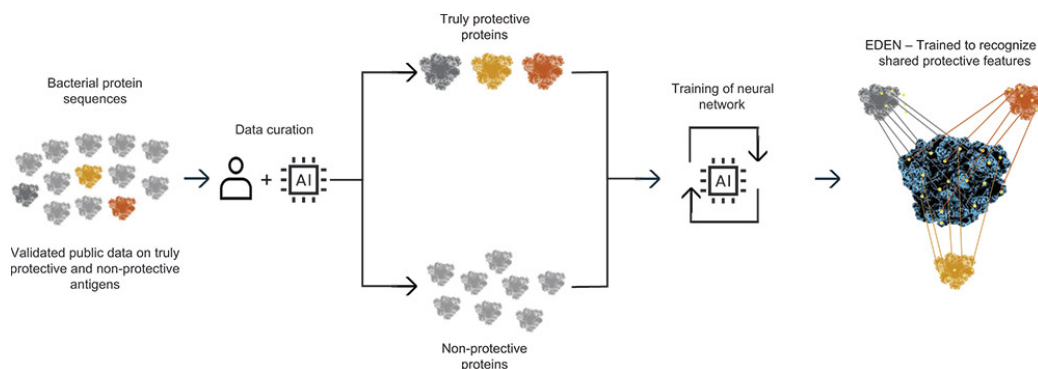 Bacterial protein
sequences
Validated public data on truly
protective and non-protective
antigens
Data curation
+
AI
Truly protective
proteins
Non-protective
proteins
Training of neural
network
AI
EDEN – Trained to recognize
shared protective features